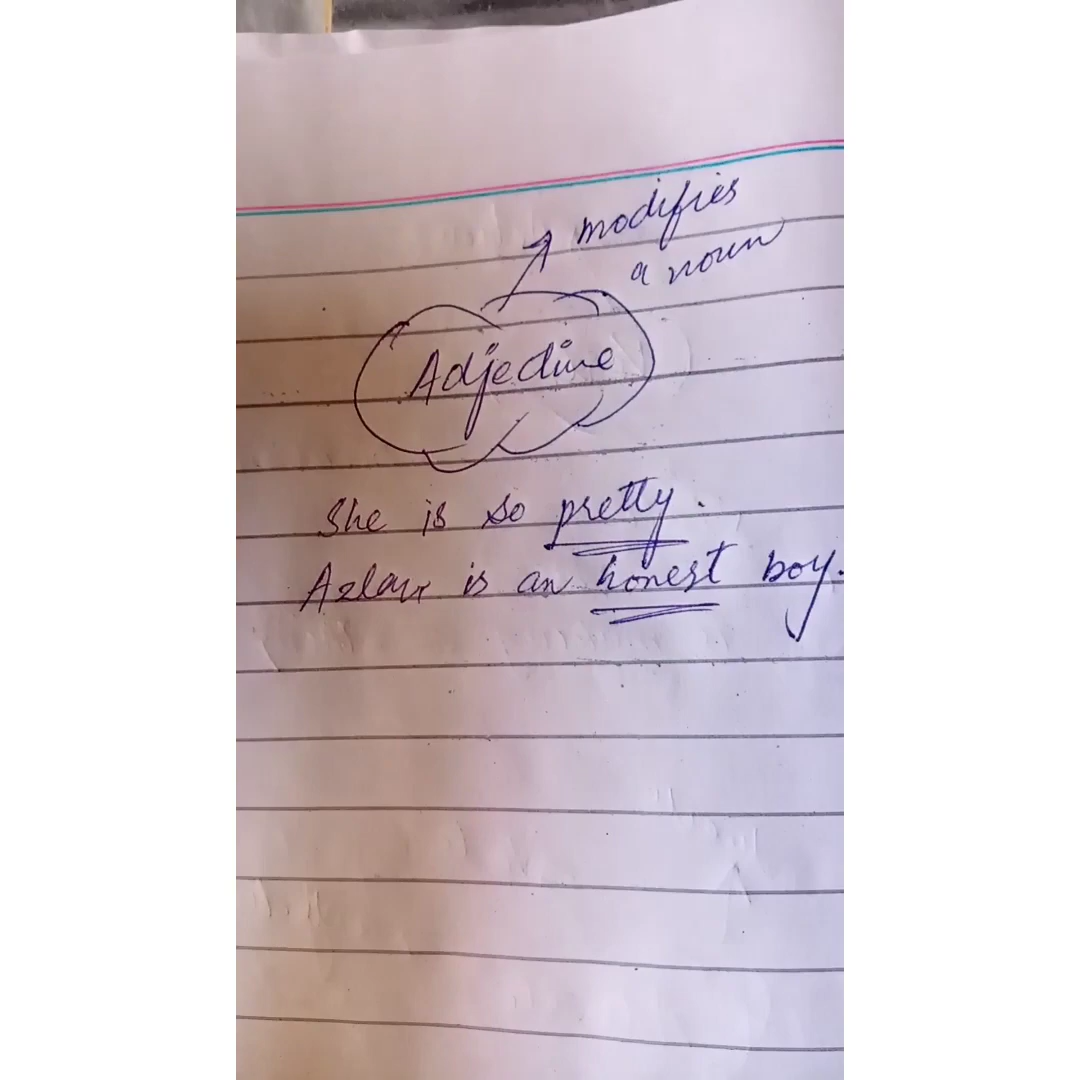 modifies
a noun
Adjective
She is so pretty.
Azlan is an honest boy.